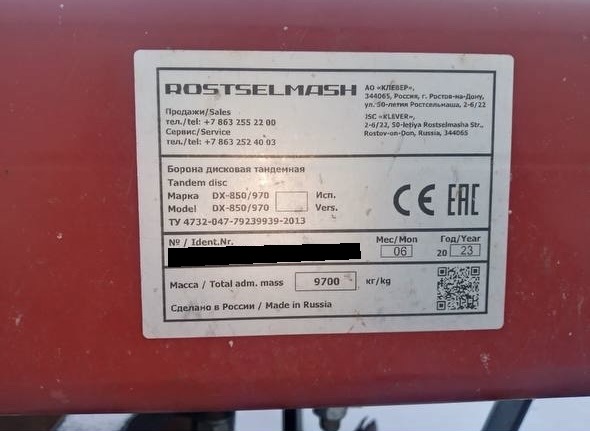 ROSTSELMASH
Продажи/Sales
тел./tel: +7 863 255 22 00
Сервис/Service
тел./tel: +7 863 252 40 03
АО «КЛЕВЕР»,
344065, Россия, г. Ростов-на-Дону,
ул. 50-летия Ростсельмаша, 2-6/22
JSC «KLEVER»,
2-6/22, 50-letiya Rostselmasha Str.,
Rostov-on-Don, Russia, 344065
Борона дисковая тандемная
Tandem disc
Марка DX-850/970 Исп.
Model DX-850/970 Vers.
ТУ 4732-047-79239939-2013
CE EAC
№ / Ident.Nr.
Мес/Mon Год/Year
06 20 23
Масса / Total adm. mass 9700 кг/kg
Сделано в России / Made in Russia